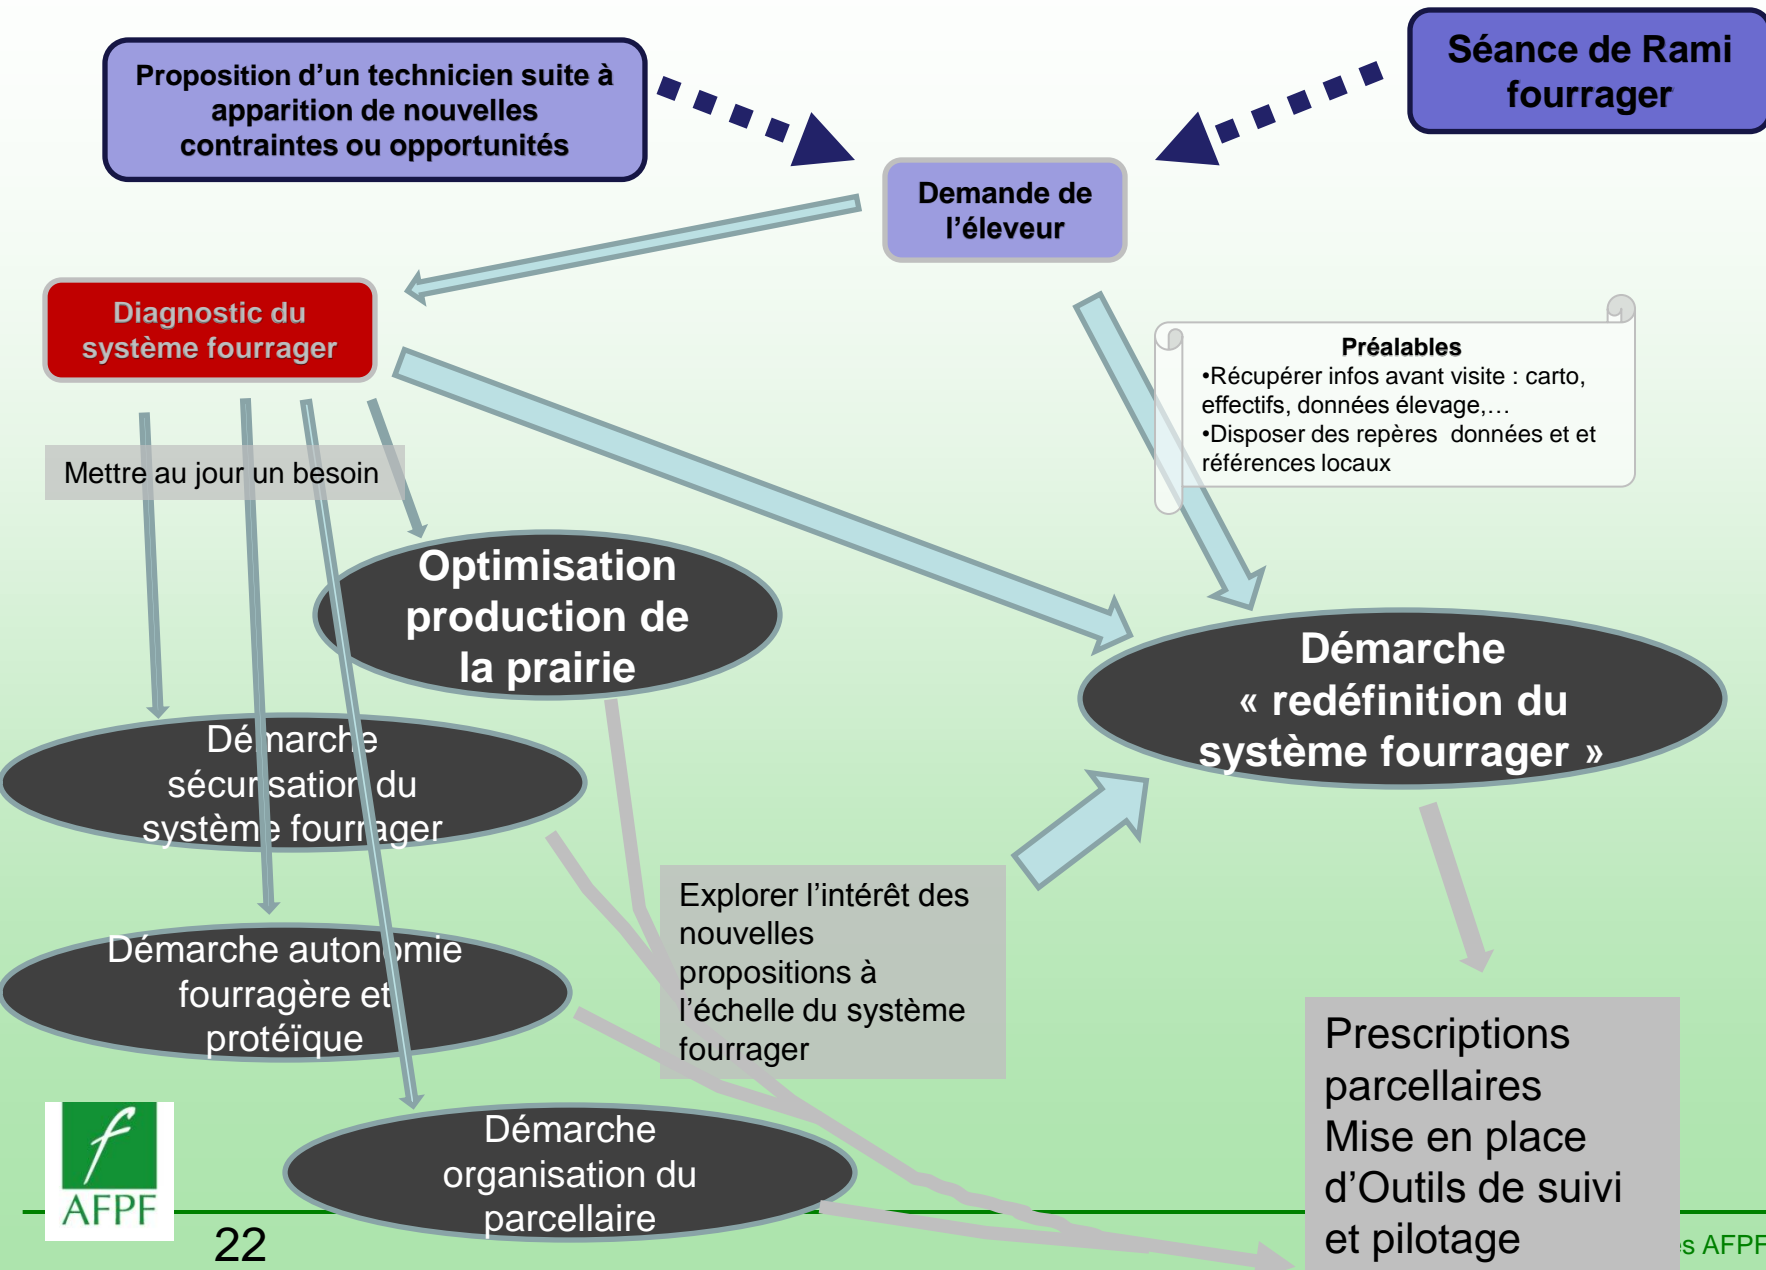 Proposition d'un technicien suite à
apparition de nouvelles
contraintes ou opportunités
Séance de Rami
fourrager
Demande de
l'éleveur
Diagnostic du
système fourrager
Préalables
•Récupérer infos avant visite : carto,
effectifs, données élevage,…
•Disposer des repères données et et
références locaux
Mettre au jour un besoin
Optimisation
production de
la prairie
Démarche
« redéfinition du
système fourrager »
Démarche
sécurisation du
système fourrager
Explorer l'intérêt des
nouvelles
propositions à
l'échelle du système
fourrager
Démarche autonomie
fourragère et
protéïque
Prescriptions
parcellaires
Mise en place
d'Outils de suivi
et pilotage
Démarche
organisation du
parcellaire
f
AFPF
22
AFPF